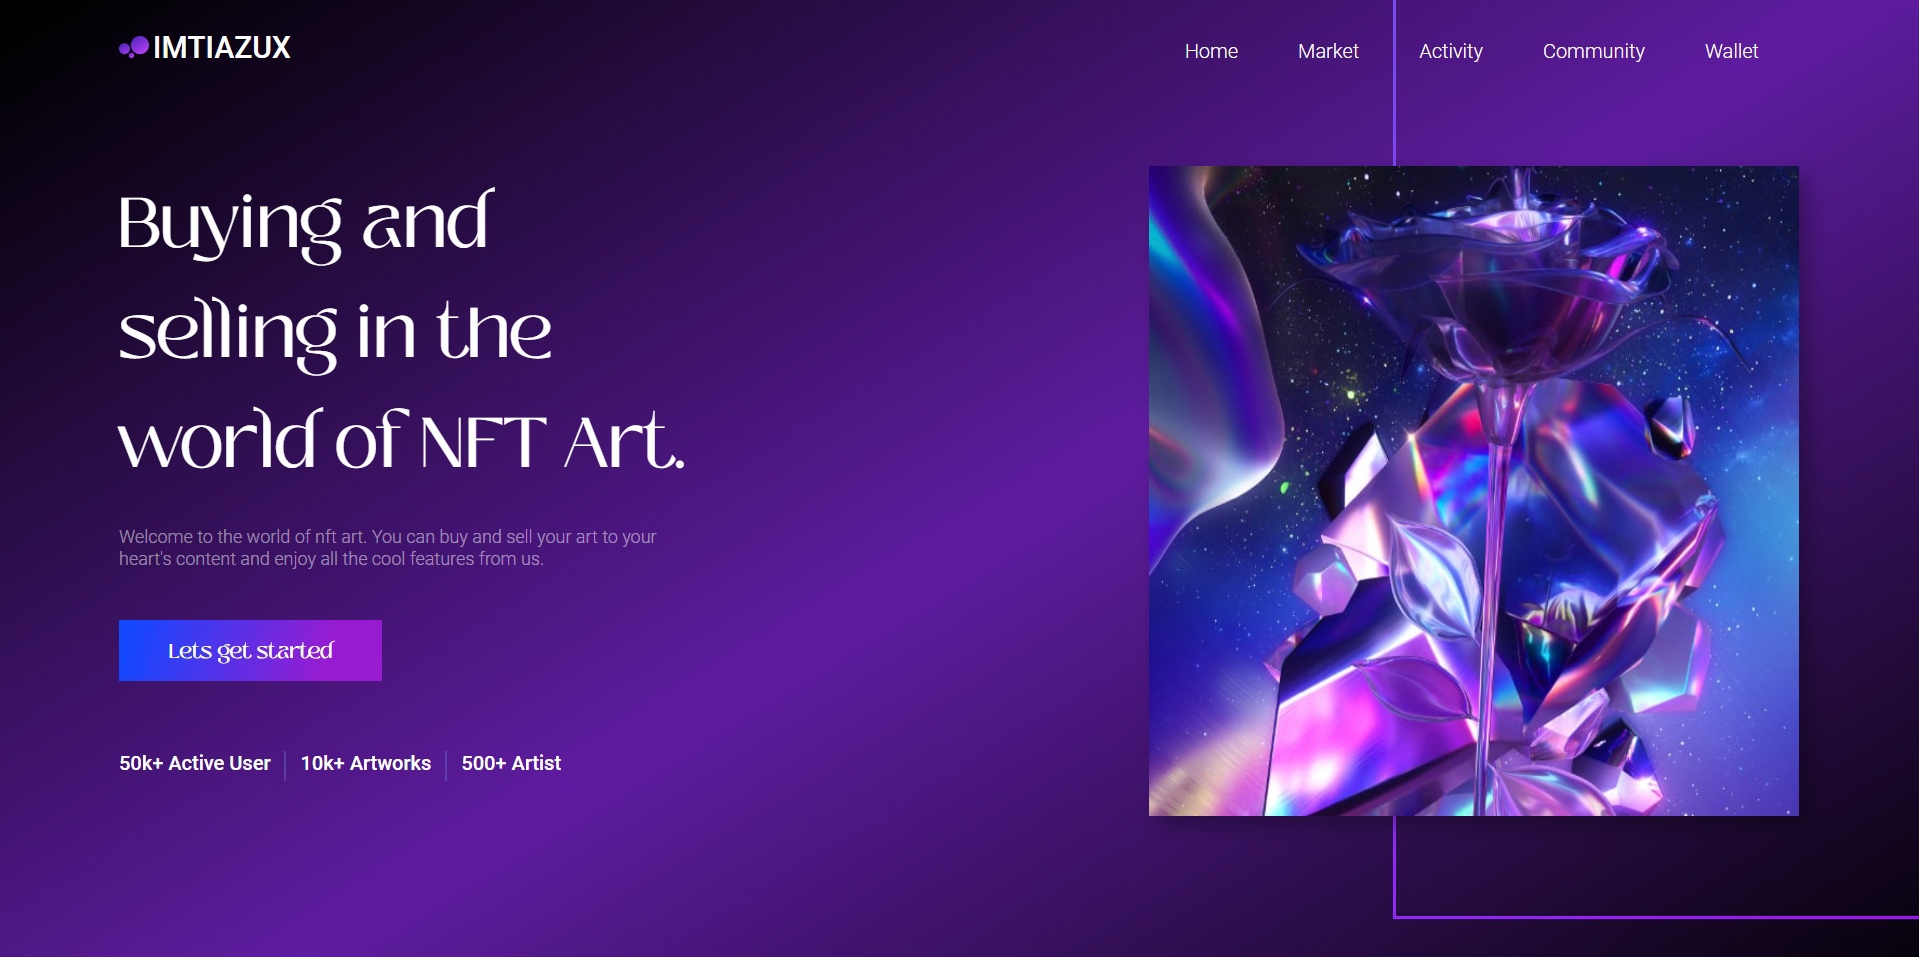 IMTIAZUX
Home Market Activity Community Wallet
Buying and
selling in the
world of NFT Art.
Welcome to the world of nft art. You can buy and sell your art to your
heart's content and enjoy all the cool features from us.
Lets get started
50k+ Active User 10k+ Artworks 500+ Artist